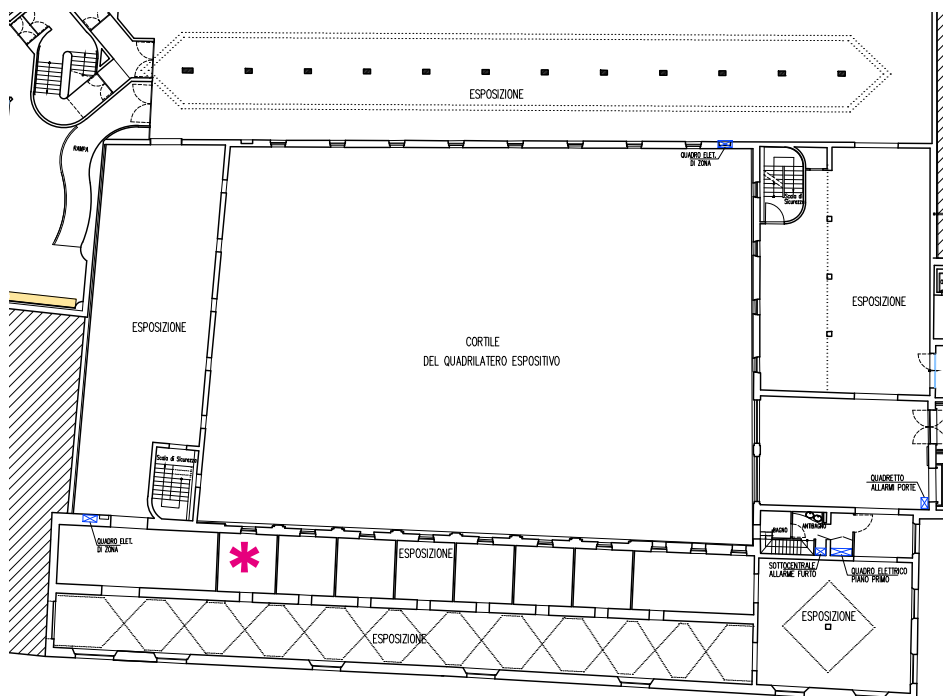 ESPOSIZIONE
RAMPA
QUADRO ELET.
DI ZONA
Scala di
Sicurezza
ESPOSIZIONE
ESPOSIZIONE
CORTILE
DEL QUADRILATERO ESPOSITIVO
Scala di Sicurezza
QUADRETTO
ALLARMI PORTE
QUADRO ELET.
DI ZONA
BAGNO
ANTIBAGNO
ESPOSIZIONE
SOTTOCENTRALE
ALLARME FURTO
QUADRO ELETTRICO
PIANO PRIMO
ESPOSIZIONE
ESPOSIZIONE